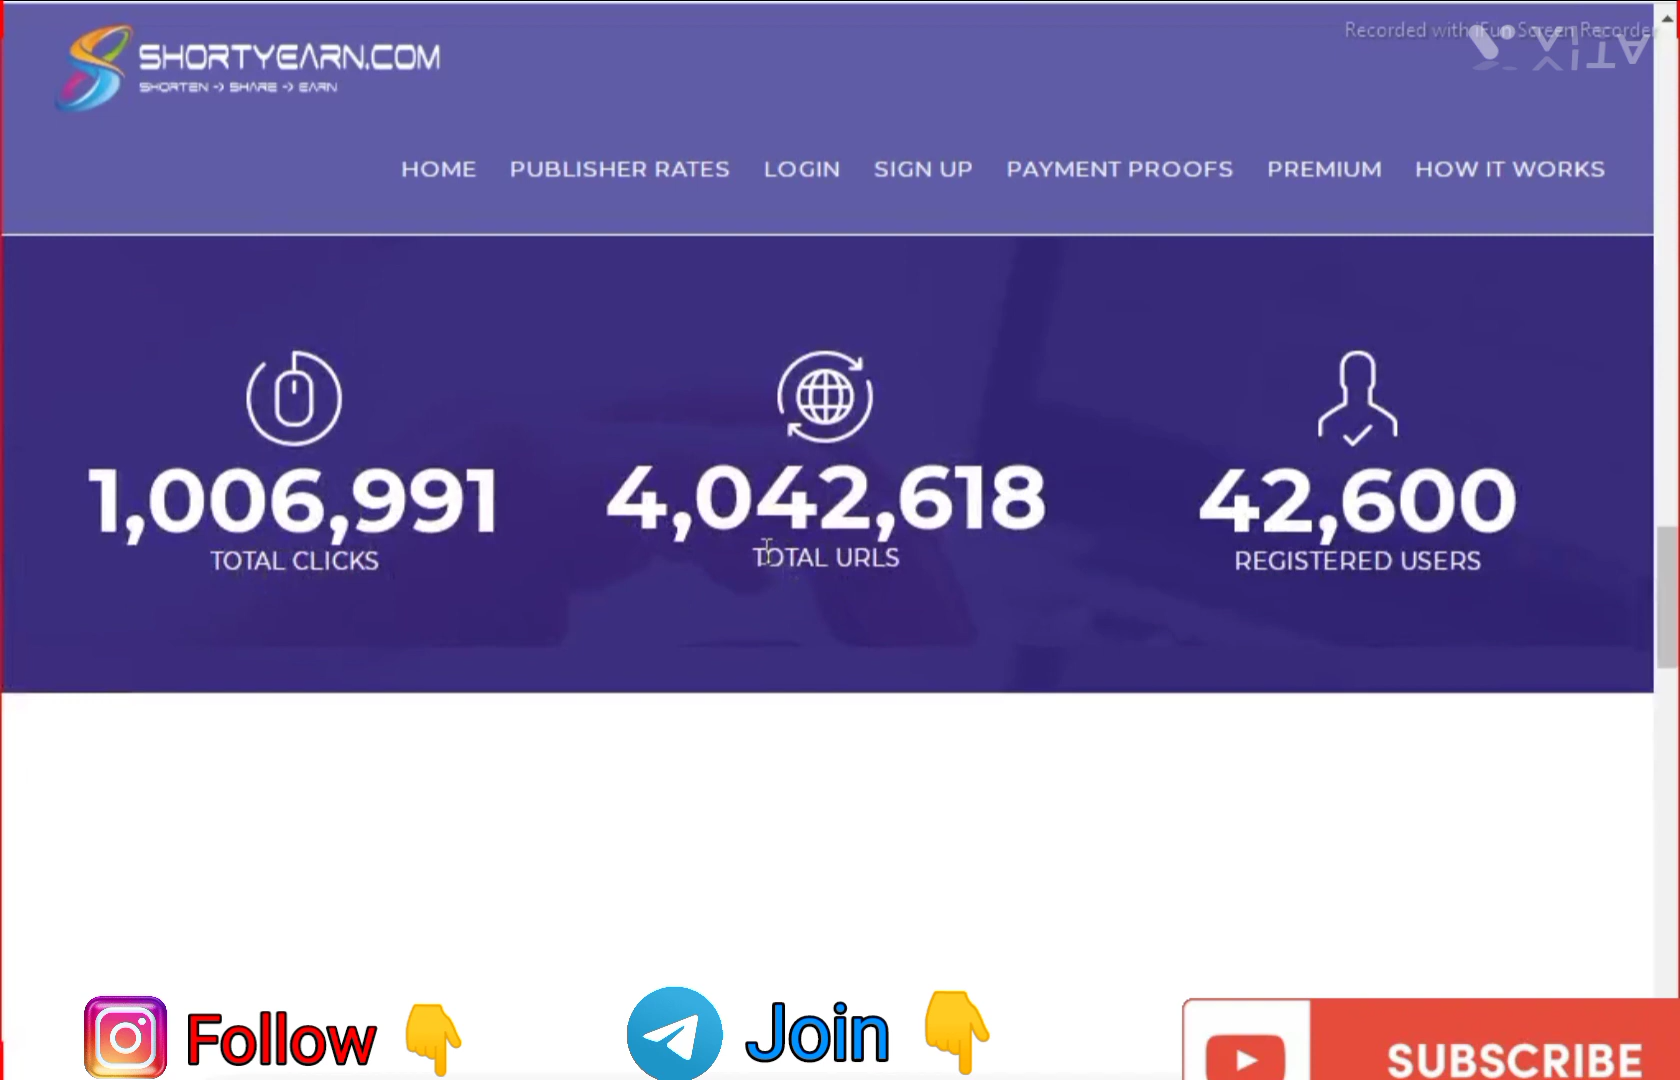 Recorded with iFun Screen Recorder
SHORTYEARN.COM
SHORTEN -> SHARE -> EARN
HOME PUBLISHER RATES LOGIN SIGN UP PAYMENT PROOFS PREMIUM HOW IT WORKS
1,006,991 4,042,618 42,600
TOTAL CLICKS TOTAL URLS REGISTERED USERS
Follow Join SUBSCRIBE